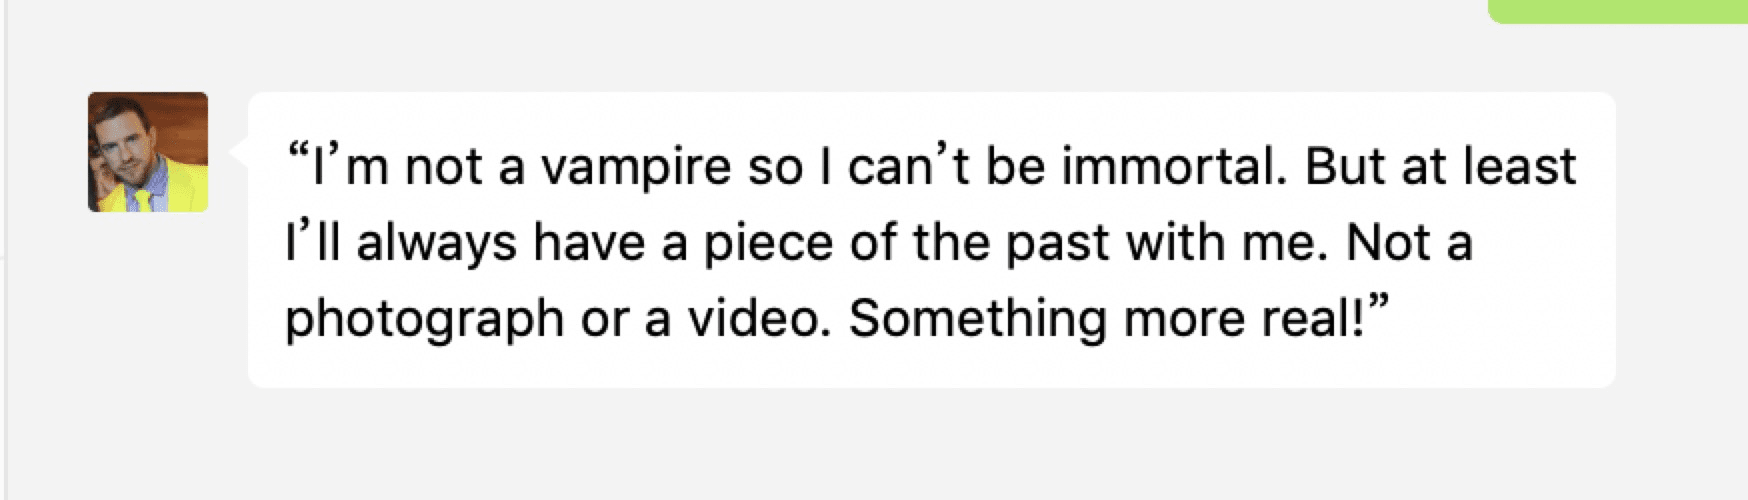 “I’m not a vampire so I can’t be immortal. But at least
I’ll always have a piece of the past with me. Not a
photograph or a video. Something more real!”